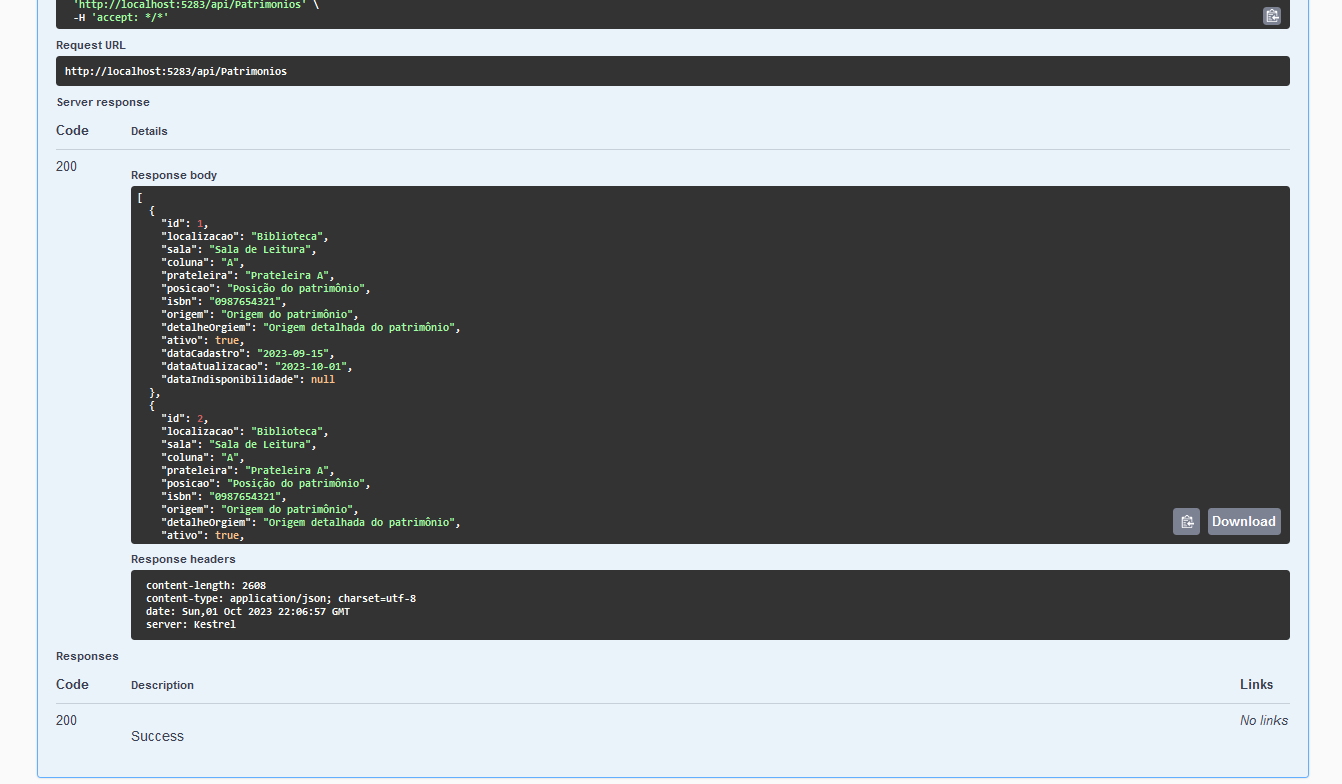 'http://localhost:5283/api/Patrimonios' \
-H 'accept: */*'
Request URL
http://localhost:5283/api/Patrimonios
Server response
Code Details
200
Response body
[
{
"id": 1,
"localizacao": "Biblioteca",
"sala": "Sala de Leitura",
"coluna": "A",
"prateleira": "Prateleira A",
"posicao": "Posição do patrimônio",
"isbn": "0987654321",
"origem": "Origem do patrimônio",
"detalheOrgiem": "Origem detalhada do patrimônio",
"ativo": true,
"dataCadastro": "2023-09-15",
"dataAtualizacao": "2023-10-01",
"dataIndisponibilidade": null
},
{
"id": 2,
"localizacao": "Biblioteca",
"sala": "Sala de Leitura",
"coluna": "A",
"prateleira": "Prateleira A",
"posicao": "Posição do patrimônio",
"isbn": "0987654321",
"origem": "Origem do patrimônio",
"detalheOrgiem": "Origem detalhada do patrimônio",
"ativo": true,
Download
Response headers
content-length: 2608
content-type: application/json; charset=utf-8
date: Sun,01 Oct 2023 22:06:57 GMT
server: Kestrel
Responses
Code Description Links
200 No links
Success